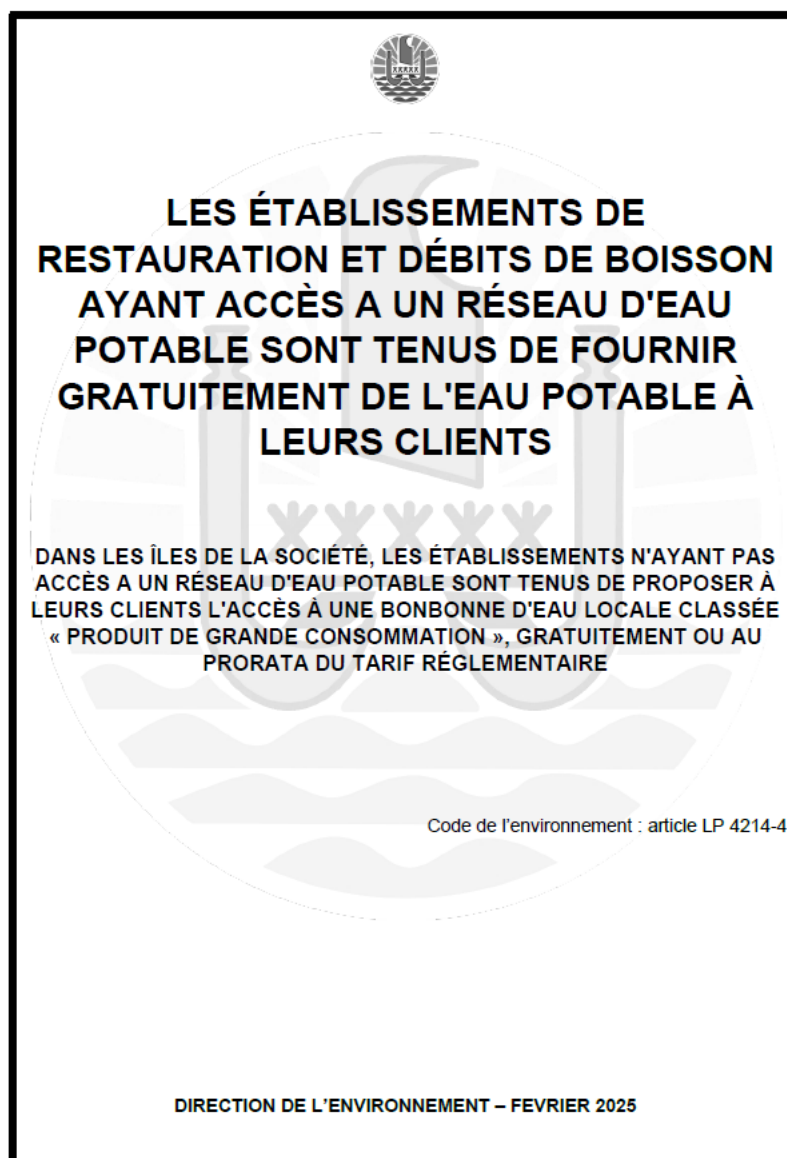 LES ÉTABLISSEMENTS DE
RESTAURATION ET DÉBITS DE BOISSON
AYANT ACCÈS A UN RÉSEAU D'EAU
POTABLE SONT TENUS DE FOURNIR
GRATUITEMENT DE L'EAU POTABLE À
LEURS CLIENTS
DANS LES ÎLES DE LA SOCIÉTÉ, LES ÉTABLISSEMENTS N'AYANT PAS
ACCÈS A UN RÉSEAU D'EAU POTABLE SONT TENUS DE PROPOSER À
LEURS CLIENTS L'ACCÈS À UNE BONBONNE D'EAU LOCALE CLASSÉE
« PRODUIT DE GRANDE CONSOMMATION », GRATUITEMENT OU AU
PRORATA DU TARIF RÉGLEMENTAIRE
Code de l'environnement : article LP 4214-4
DIRECTION DE L'ENVIRONNEMENT – FEVRIER 2025